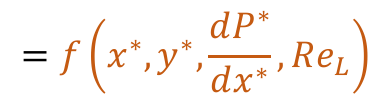 = f(x*, y*, dP*/dx*, Re_L)